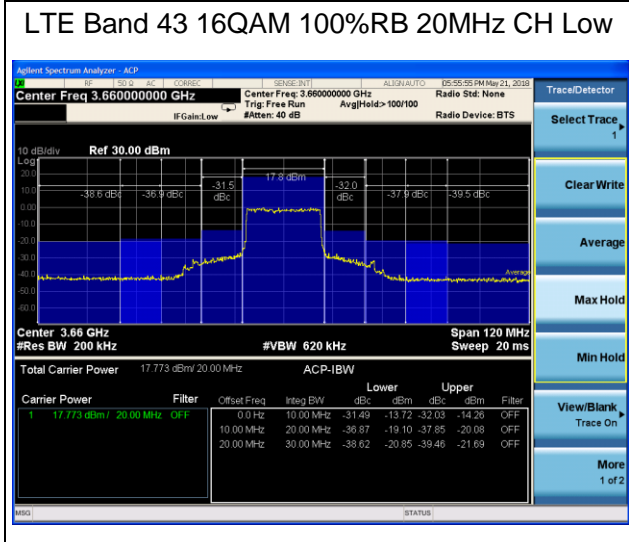 LTE Band 43 16QAM 100%RB 20MHz CH Low
Agilent Spectrum Analyzer - ACP
RF 50 Ω AC CORREC SENSE:INT ALIGNAUTO 05:55:55 PM May 21, 2018
Center Freq 3.660000000 GHz Center Freq: 3.660000000 GHz Radio Std: None
Trig: Free Run Avg|Hold:> 100/100
IFGain:Low #Atten: 40 dB Radio Device: BTS
10 dB/div Ref 30.00 dBm
Log
20.0
10.0
0.00
-10.0
-20.0
-30.0
-40.0
-50.0
-60.0
17.8 dBm
-38.6 dBc -36.9 dBc -31.5 dBc -32.0 dBc -37.9 dBc -39.5 dBc
Average
Center 3.66 GHz Span 120 MHz
#Res BW 200 kHz #VBW 620 kHz Sweep 20 ms
Total Carrier Power 17.773 dBm/ 20.00 MHz ACP-IBW
Lower Upper
Carrier Power Filter Offset Freq Integ BW dBc dBm dBc dBm Filter
1 17.773 dBm / 20.00 MHz OFF 0.0 Hz 10.00 MHz -31.49 -13.72 -32.03 -14.26 OFF
10.00 MHz 20.00 MHz -36.87 -19.10 -37.85 -20.08 OFF
20.00 MHz 30.00 MHz -38.62 -20.85 -39.46 -21.69 OFF
MSG STATUS
Trace/Detector
Select Trace
1
Clear Write
Average
Max Hold
Min Hold
View/Blank
Trace On
More
1 of 2